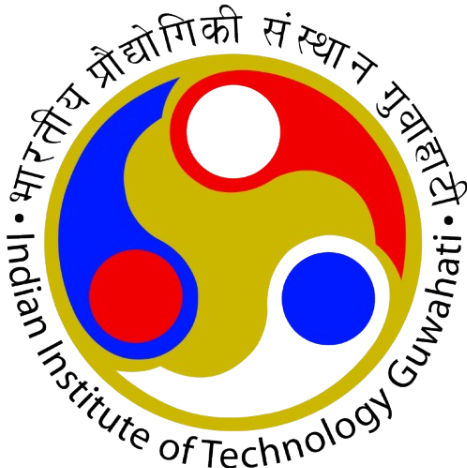 भारतीय प्रौद्योगिकी संस्थान गुवाहाटी
• Indian Institute of Technology Guwahati •